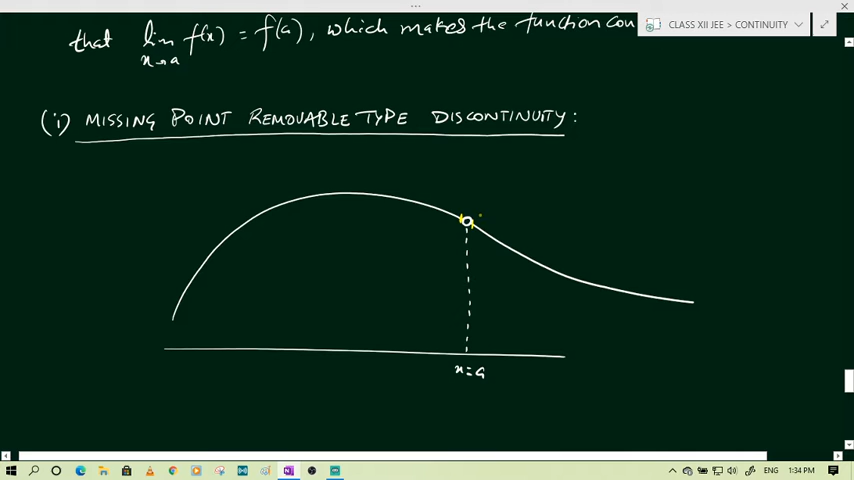 that lim f(x) = f(a), which makes the function
x→a
CLASS XII JEE > CONTINUITY
(i) MISSING POINT REMOVABLE TYPE DISCONTINUITY:
x=a
ENG 1:34 PM